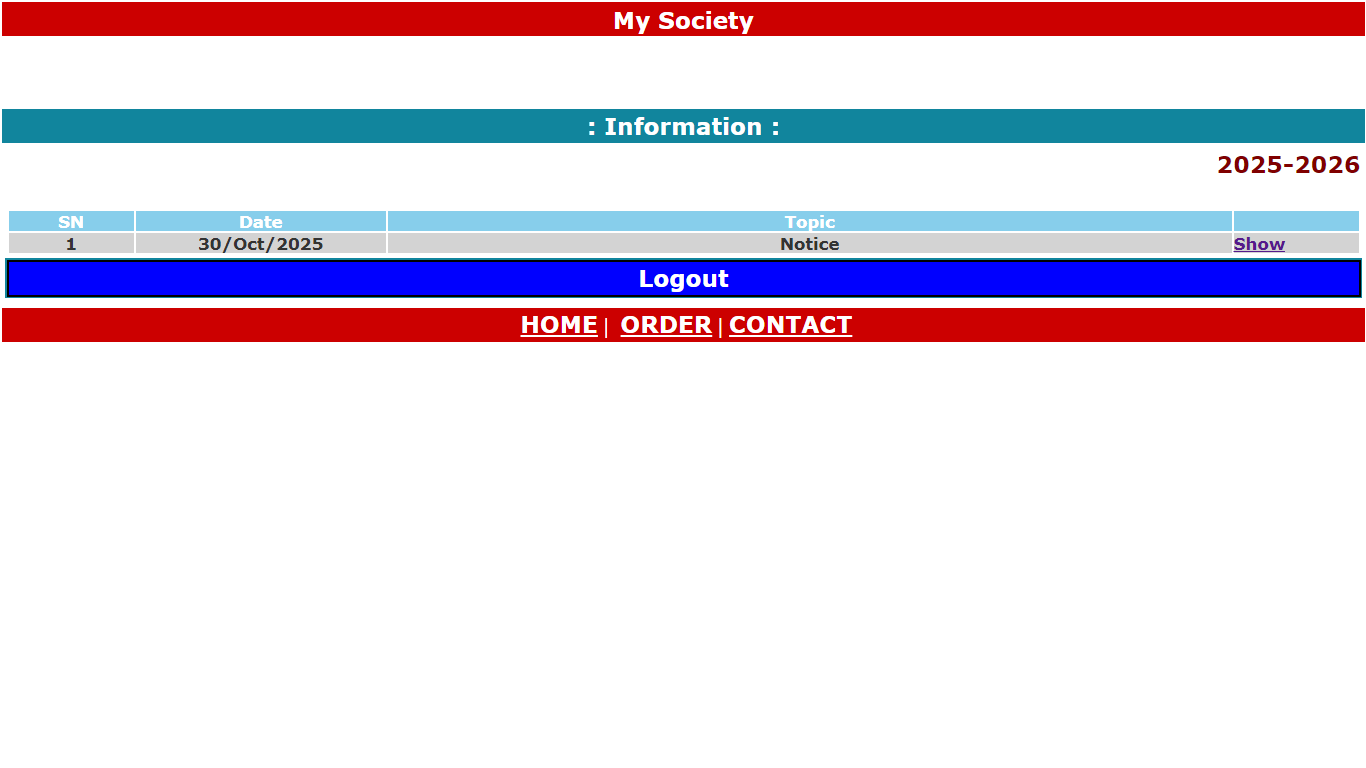 My Society
: Information :
2025-2026
SN Date Topic
1 30/Oct/2025 Notice Show
Logout
HOME | ORDER | CONTACT